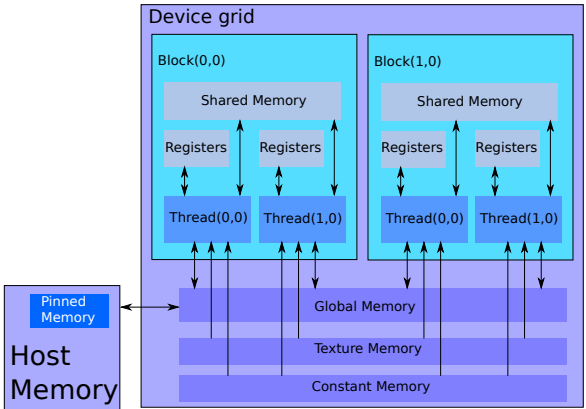 Device grid
Block(0,0)
Shared Memory
Registers
Registers
Thread(0,0)
Thread(1,0)
Block(1,0)
Shared Memory
Registers
Registers
Thread(0,0)
Thread(1,0)
Pinned
Memory
Host
Memory
Global Memory
Texture Memory
Constant Memory